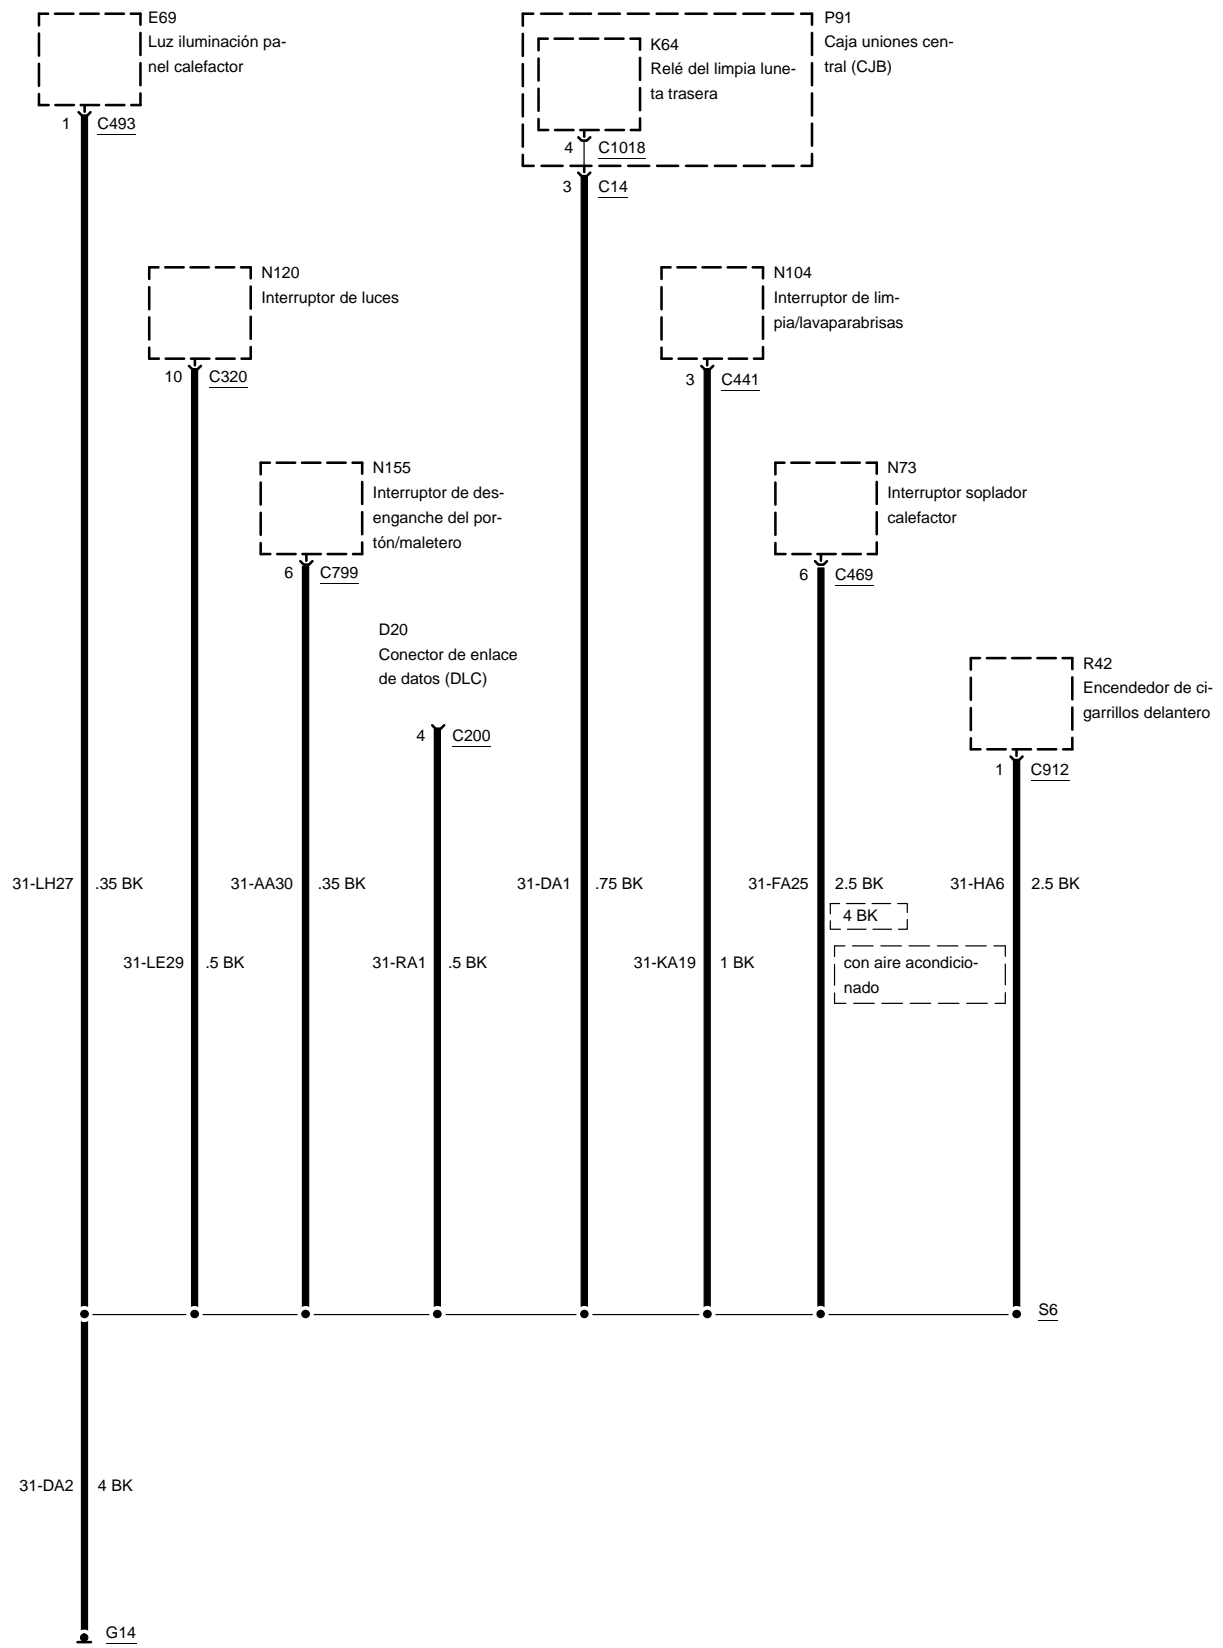 E69
Luz iluminación pa-
nel calefactor
1 C493
P91
Caja uniones cen-
tral (CJB)
K64
Relé del limpia lune-
ta trasera
4 C1018
3 C14
N120
Interruptor de luces
10 C320
N104
Interruptor de lim-
pia/lavaparabrisas
3 C441
N155
Interruptor de des-
enganche del por-
tón/maletero
6 C799
N73
Interruptor soplador
calefactor
6 C469
D20
Conector de enlace
de datos (DLC)
4 C200
R42
Encendedor de ci-
garrillos delantero
1 C912
31-LH27 .35 BK
31-AA30 .35 BK
31-DA1 .75 BK
31-FA25 2.5 BK
31-HA6 2.5 BK
4 BK
31-LE29 .5 BK
31-RA1 .5 BK
31-KA19 1 BK
con aire acondicio-
nado
S6
31-DA2 4 BK
G14